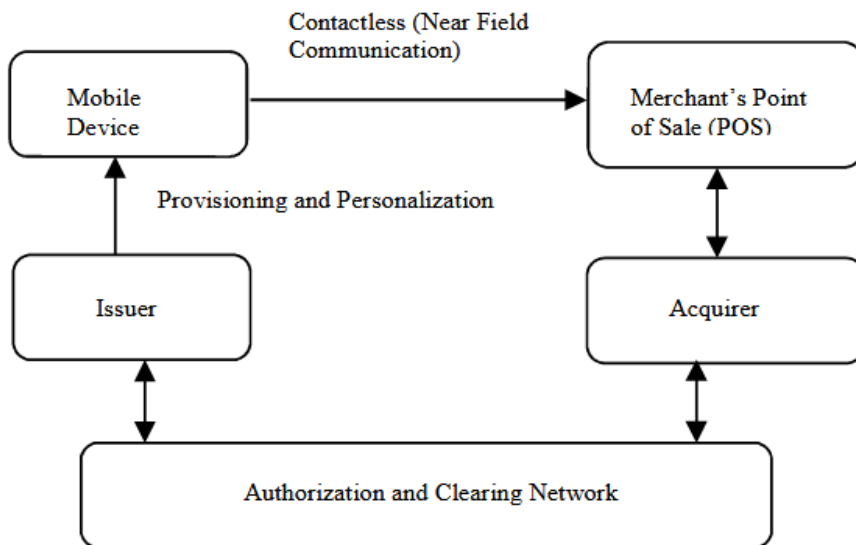 Contactless (Near Field
Communication)
Mobile
Device
Merchant's Point
of Sale (POS)
Provisioning and Personalization
Issuer
Acquirer
Authorization and Clearing Network